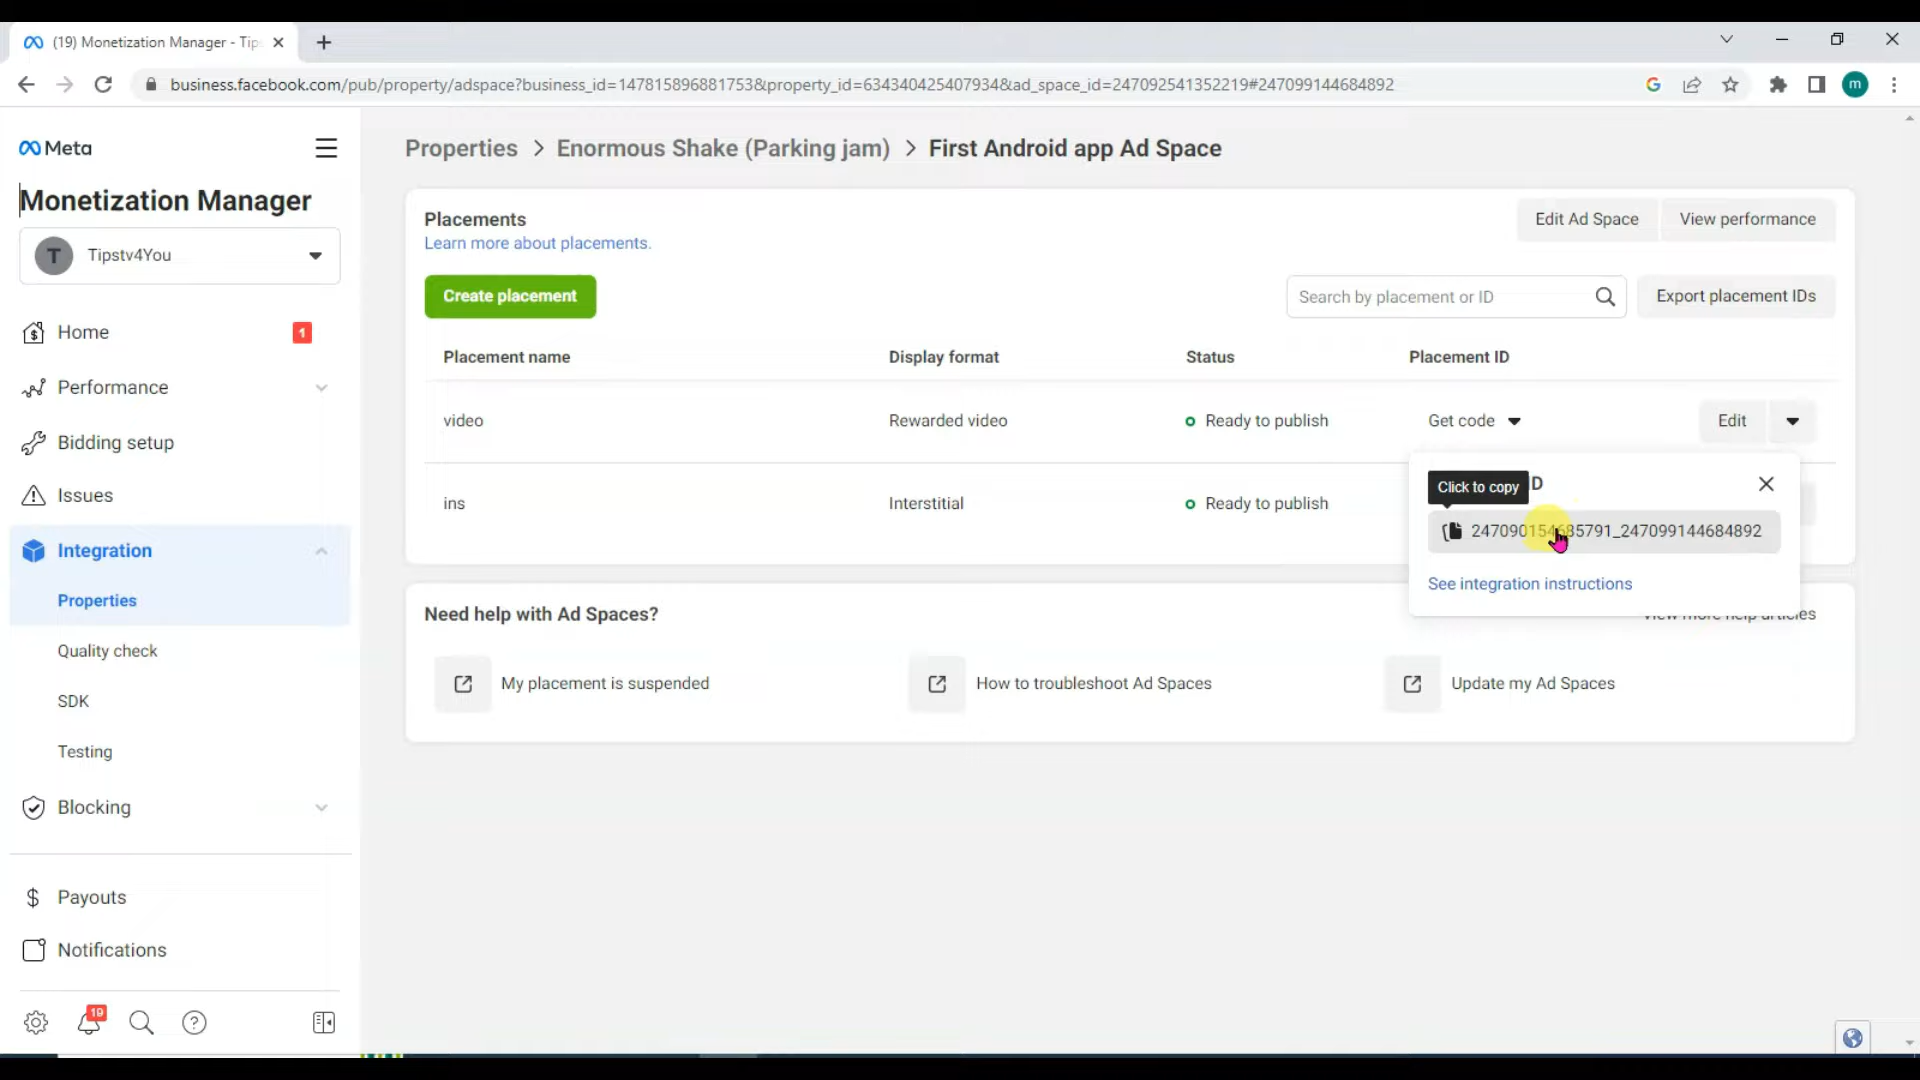 (19) Monetization Manager - Tip
business.facebook.com/pub/property/adspace?business_id=147815896881753&property_id=634340425407934&ad_space_id=247092541352219#247099144684892
m
Meta
Monetization Manager
T Tipstv4You
Home 1
Performance
Bidding setup
Issues
Integration
Properties
Quality check
SDK
Testing
Blocking
Payouts
Notifications
19
Properties > Enormous Shake (Parking jam) > First Android app Ad Space
Placements
Learn more about placements.
Edit Ad Space
View performance
Create placement
Search by placement or ID
Export placement IDs
Placement name Display format Status Placement ID
video Rewarded video Ready to publish Get code Edit
ins Interstitial Ready to publish
Click to copy D
247090154685791_247099144684892
See integration instructions
Need help with Ad Spaces?
View more help articles
My placement is suspended
How to troubleshoot Ad Spaces
Update my Ad Spaces